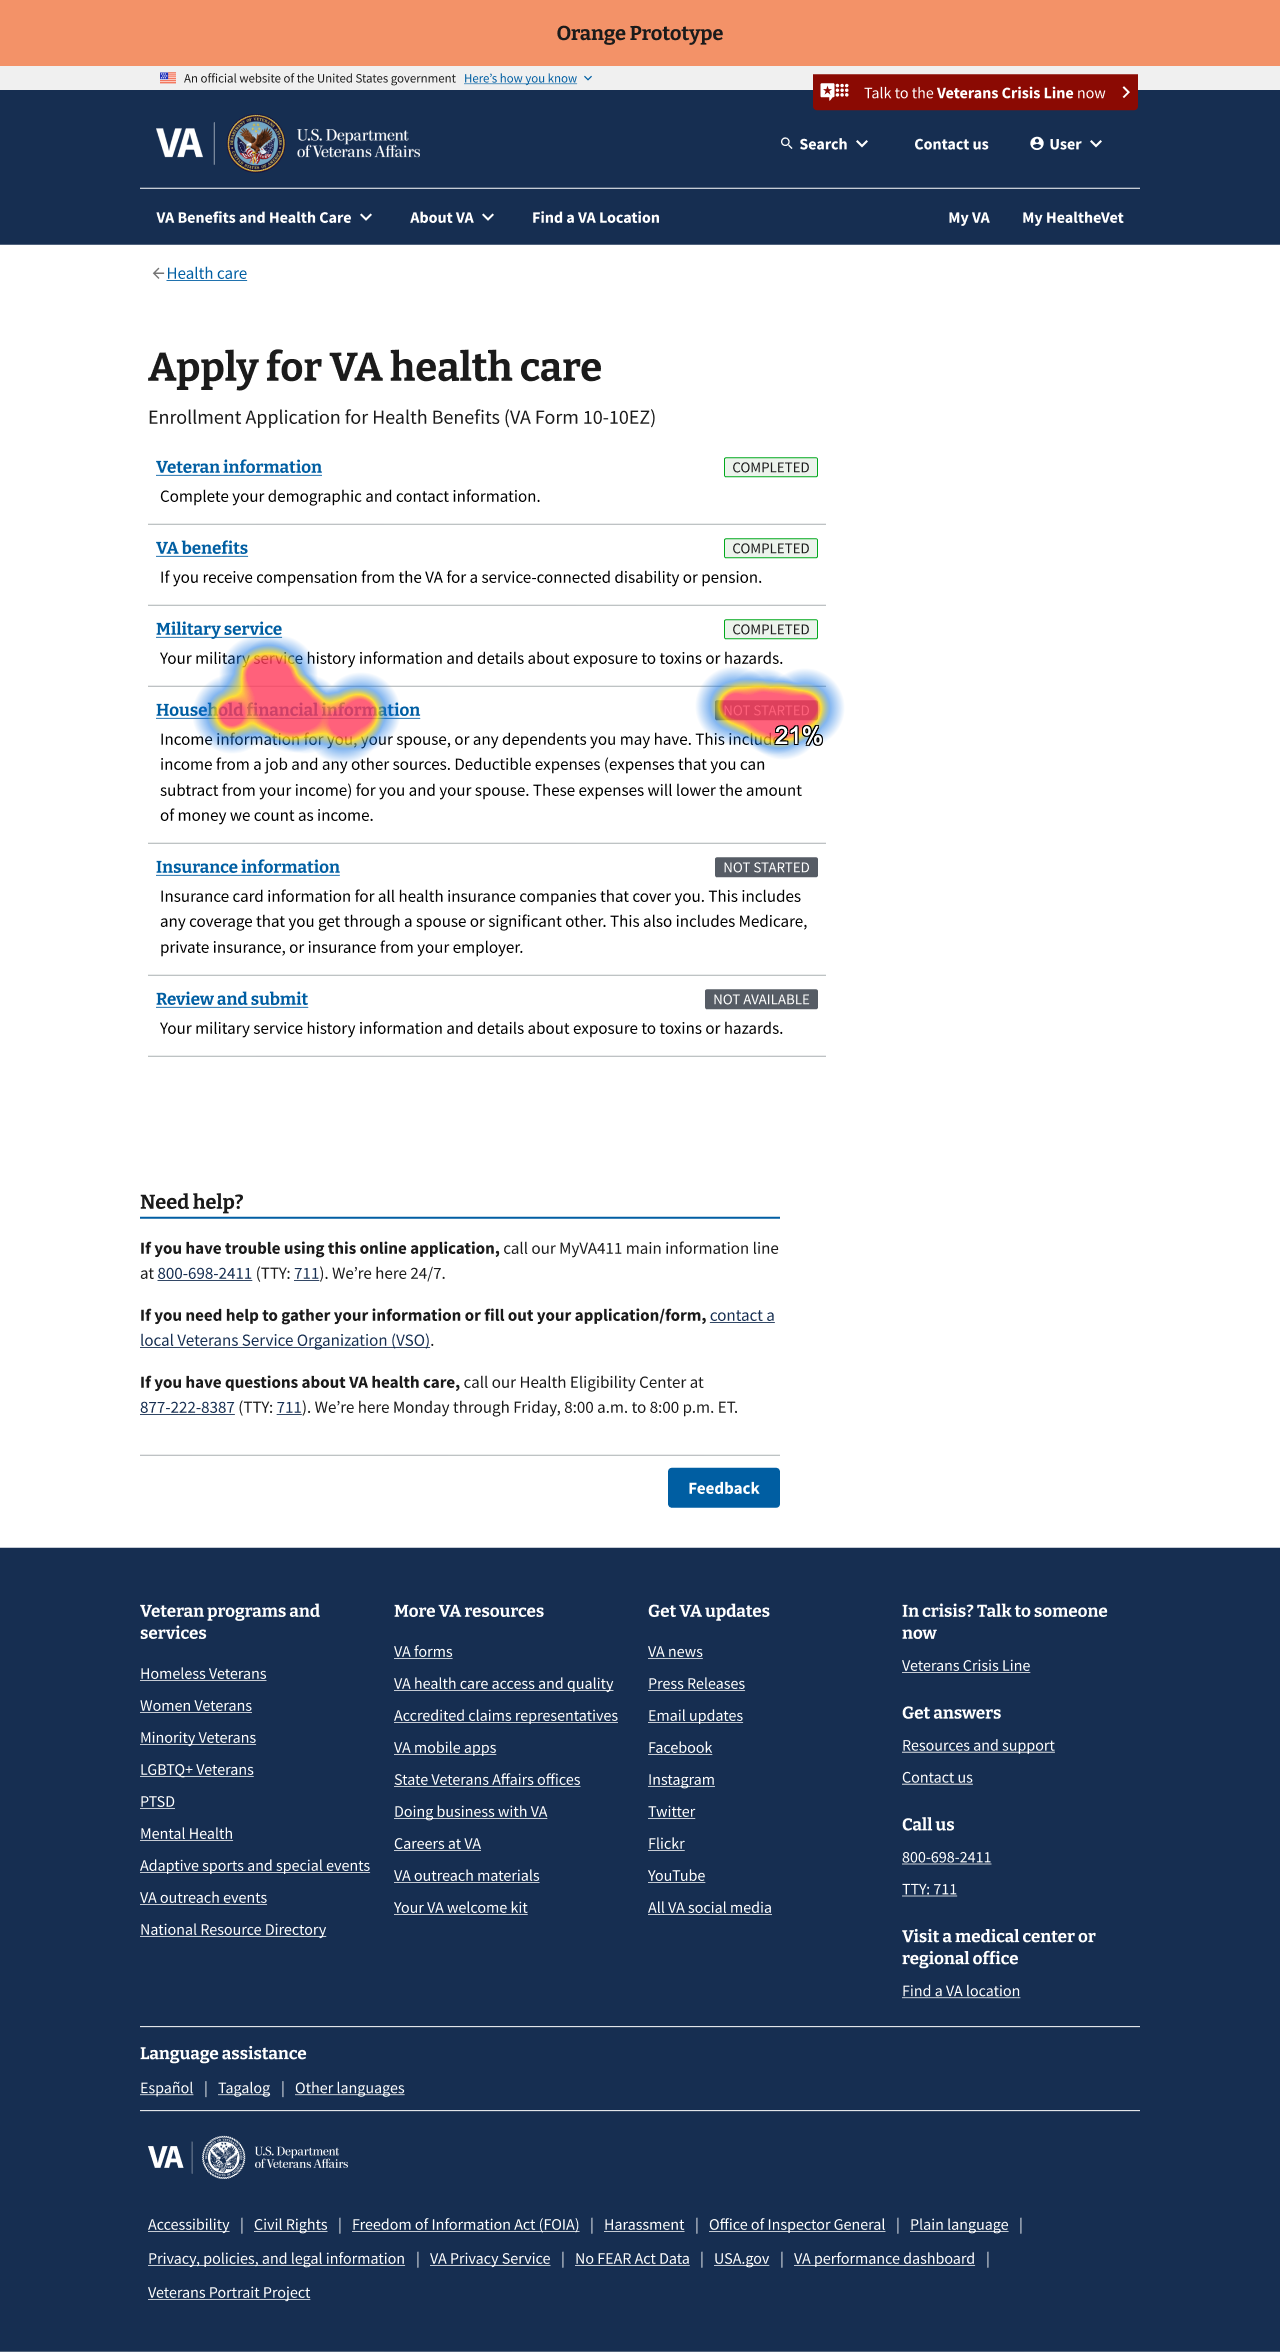 Orange Prototype
An official website of the United States government Here's how you know
Talk to the Veterans Crisis Line now
VA U.S. Department of Veterans Affairs
Search Contact us User
VA Benefits and Health Care About VA Find a VA Location My VA My HealtheVet
Health care
Apply for VA health care
Enrollment Application for Health Benefits (VA Form 10-10EZ)
Veteran information COMPLETED
Complete your demographic and contact information.
VA benefits COMPLETED
If you receive compensation from the VA for a service-connected disability or pension.
Military service COMPLETED
Your military service history information and details about exposure to toxins or hazards.
Household financial information NOT STARTED
21%
Income information for you, your spouse, or any dependents you may have. This includes
income from a job and any other sources. Deductible expenses (expenses that you can
subtract from your income) for you and your spouse. These expenses will lower the amount
of money we count as income.
Insurance information NOT STARTED
Insurance card information for all health insurance companies that cover you. This includes
any coverage that you get through a spouse or significant other. This also includes Medicare,
private insurance, or insurance from your employer.
Review and submit NOT AVAILABLE
Your military service history information and details about exposure to toxins or hazards.
Need help?
If you have trouble using this online application, call our MyVA411 main information line
at 800-698-2411 (TTY: 711). We're here 24/7.
If you need help to gather your information or fill out your application/form, contact a
local Veterans Service Organization (VSO).
If you have questions about VA health care, call our Health Eligibility Center at
877-222-8387 (TTY: 711). We're here Monday through Friday, 8:00 a.m. to 8:00 p.m. ET.
Feedback
Veteran programs and
services
Homeless Veterans
Women Veterans
Minority Veterans
LGBTQ+ Veterans
PTSD
Mental Health
Adaptive sports and special events
VA outreach events
National Resource Directory
More VA resources
VA forms
VA health care access and quality
Accredited claims representatives
VA mobile apps
State Veterans Affairs offices
Doing business with VA
Careers at VA
VA outreach materials
Your VA welcome kit
Get VA updates
VA news
Press Releases
Email updates
Facebook
Instagram
Twitter
Flickr
YouTube
All VA social media
In crisis? Talk to someone
now
Veterans Crisis Line
Get answers
Resources and support
Contact us
Call us
800-698-2411
TTY: 711
Visit a medical center or
regional office
Find a VA location
Language assistance
Español | Tagalog | Other languages
VA U.S. Department of Veterans Affairs
Accessibility | Civil Rights | Freedom of Information Act (FOIA) | Harassment | Office of Inspector General | Plain language |
Privacy, policies, and legal information | VA Privacy Service | No FEAR Act Data | USA.gov | VA performance dashboard |
Veterans Portrait Project